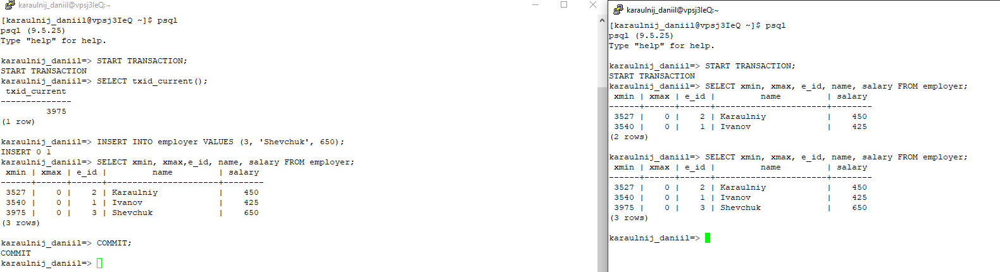 karaulnij_daniil@vpsj3IeQ:~
[karaulnij_daniil@vpsj3IeQ ~]$ psql
psql (9.5.25)
Type "help" for help.
karaulnij_daniil=> START TRANSACTION;
START TRANSACTION
karaulnij_daniil=> SELECT txid_current();
 txid_current
--------------
         3975
(1 row)
karaulnij_daniil=> INSERT INTO employer VALUES (3, 'Shevchuk', 650);
INSERT 0 1
karaulnij_daniil=> SELECT xmin, xmax,e_id, name, salary FROM employer;
 xmin | xmax | e_id |         name         | salary
------+------+------+----------------------+--------
 3527 |    0 |    2 | Karaulniy            |    450
 3540 |    0 |    1 | Ivanov               |    425
 3975 |    0 |    3 | Shevchuk             |    650
(3 rows)
karaulnij_daniil=> COMMIT;
COMMIT
karaulnij_daniil=>
karaulnij_daniil@vpsj3IeQ:~
[karaulnij_daniil@vpsj3IeQ ~]$ psql
psql (9.5.25)
Type "help" for help.
karaulnij_daniil=> START TRANSACTION;
START TRANSACTION
karaulnij_daniil=> SELECT xmin, xmax, e_id, name, salary FROM employer;
 xmin | xmax | e_id |         name         | salary
------+------+------+----------------------+--------
 3527 |    0 |    2 | Karaulniy            |    450
 3540 |    0 |    1 | Ivanov               |    425
(2 rows)
karaulnij_daniil=> SELECT xmin, xmax, e_id, name, salary FROM employer;
 xmin | xmax | e_id |         name         | salary
------+------+------+----------------------+--------
 3527 |    0 |    2 | Karaulniy            |    450
 3540 |    0 |    1 | Ivanov               |    425
 3975 |    0 |    3 | Shevchuk             |    650
(3 rows)
karaulnij_daniil=>